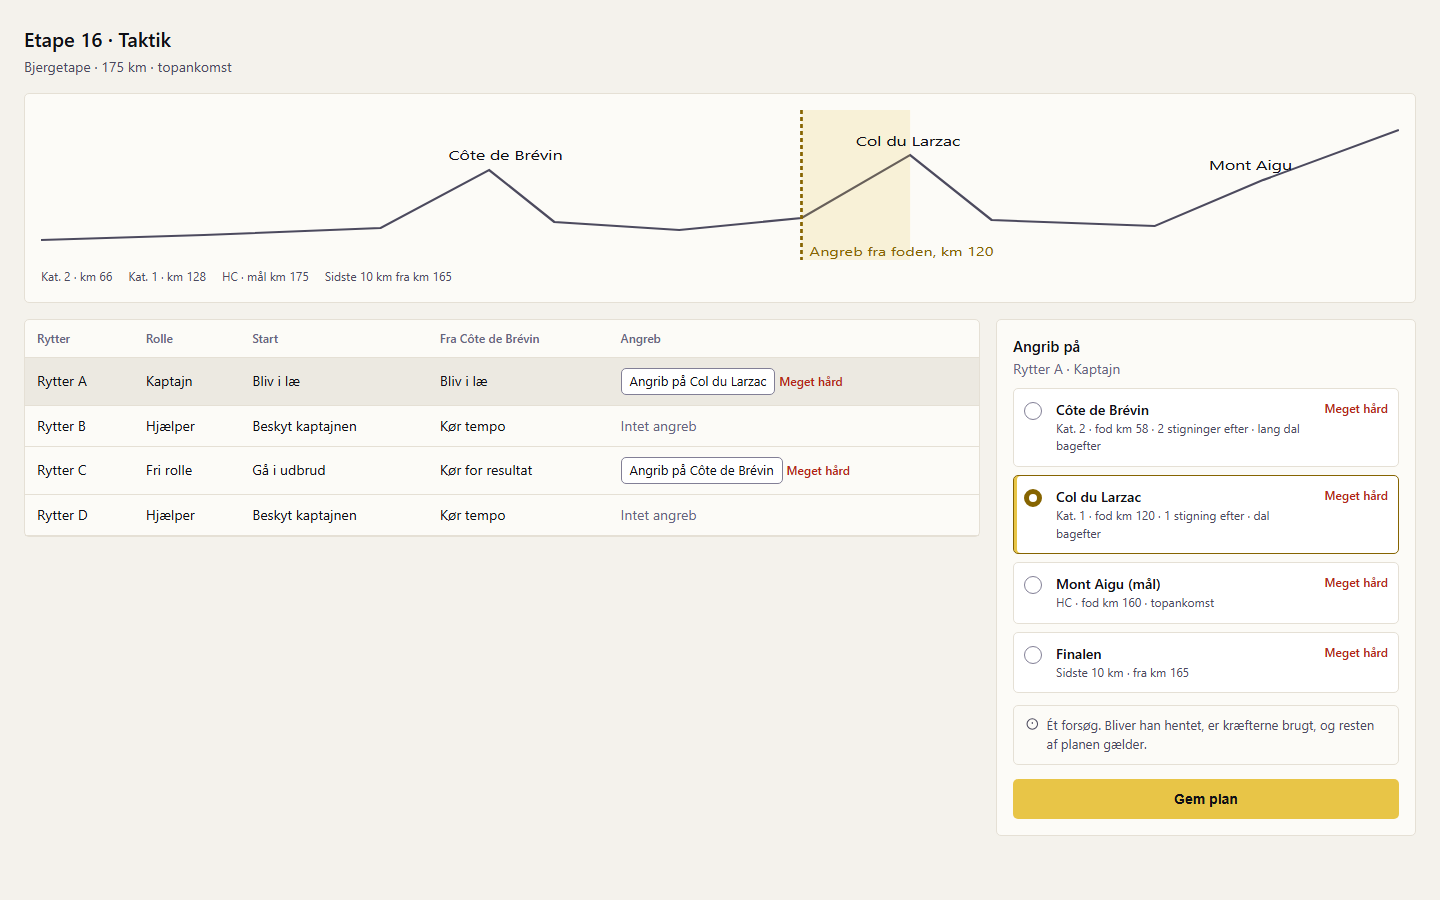 Etape 16 · Taktik
Bjergetape · 175 km · topankomst
Côte de Brévin
Col du Larzac
Mont Aigu
Angreb fra foden, km 120
Kat. 2 · km 66 Kat. 1 · km 128 HC · mål km 175 Sidste 10 km fra km 165
Rytter Rolle Start Fra Côte de Brévin Angreb
Rytter A Kaptajn Bliv i læ Bliv i læ Angrib på Col du Larzac Meget hård
Rytter B Hjælper Beskyt kaptajnen Kør tempo Intet angreb
Rytter C Fri rolle Gå i udbrud Kør for resultat Angrib på Côte de Brévin Meget hård
Rytter D Hjælper Beskyt kaptajnen Kør tempo Intet angreb
Angrib på
Rytter A · Kaptajn
Côte de Brévin Meget hård
Kat. 2 · fod km 58 · 2 stigninger efter · lang dal
bagefter
Col du Larzac Meget hård
Kat. 1 · fod km 120 · 1 stigning efter · dal
bagefter
Mont Aigu (mål) Meget hård
HC · fod km 160 · topankomst
Finalen Meget hård
Sidste 10 km · fra km 165
Ét forsøg. Bliver han hentet, er kræfterne brugt, og resten
af planen gælder.
Gem plan